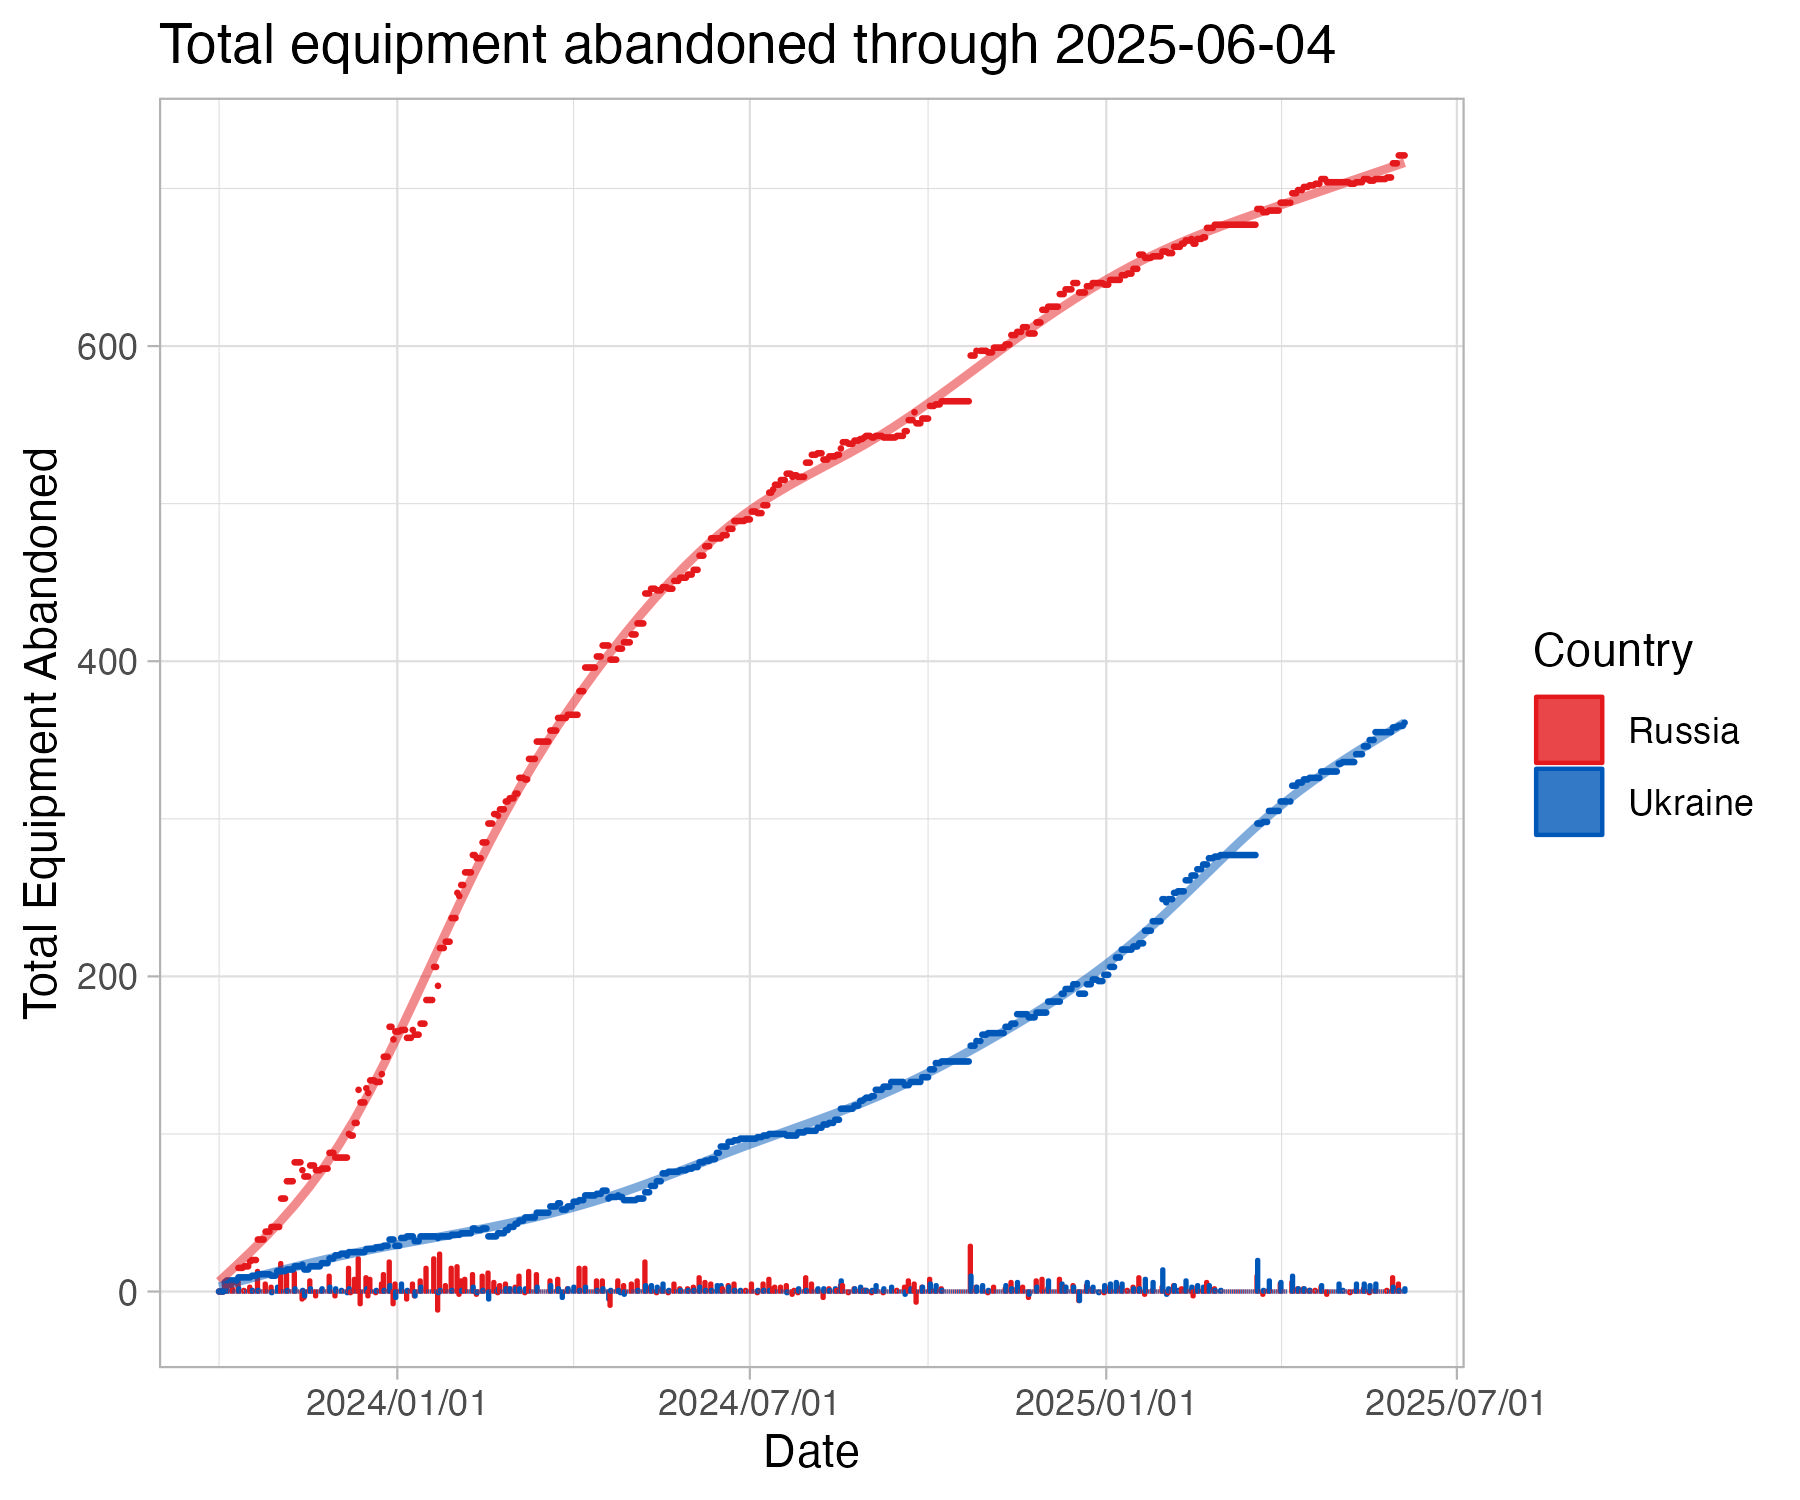 Total equipment abandoned through 2025-06-04
Total Equipment Abandoned
600
400
200
0
2024/01/01
2024/07/01
2025/01/01
2025/07/01
Date
Country
Russia
Ukraine